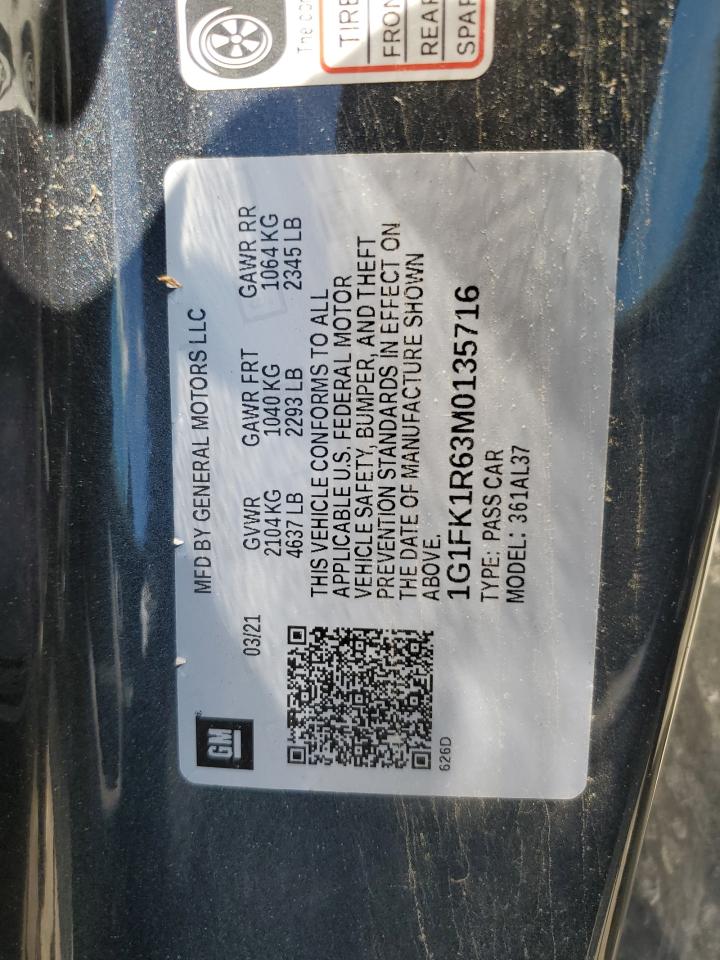 The
TIRE
FRON
REAR
SPAR
GM
MFD BY GENERAL MOTORS LLC
03/21
GVWR GAWR FRT GAWR RR
2104 KG 1040 KG 1064 KG
4637 LB 2293 LB 2345 LB
THIS VEHICLE CONFORMS TO ALL
APPLICABLE U.S. FEDERAL MOTOR
VEHICLE SAFETY, BUMPER, AND THEFT
PREVENTION STANDARDS IN EFFECT ON
THE DATE OF MANUFACTURE SHOWN
ABOVE.
1G1FK1R63M0135716
TYPE: PASS CAR
MODEL: 361AL37
626D